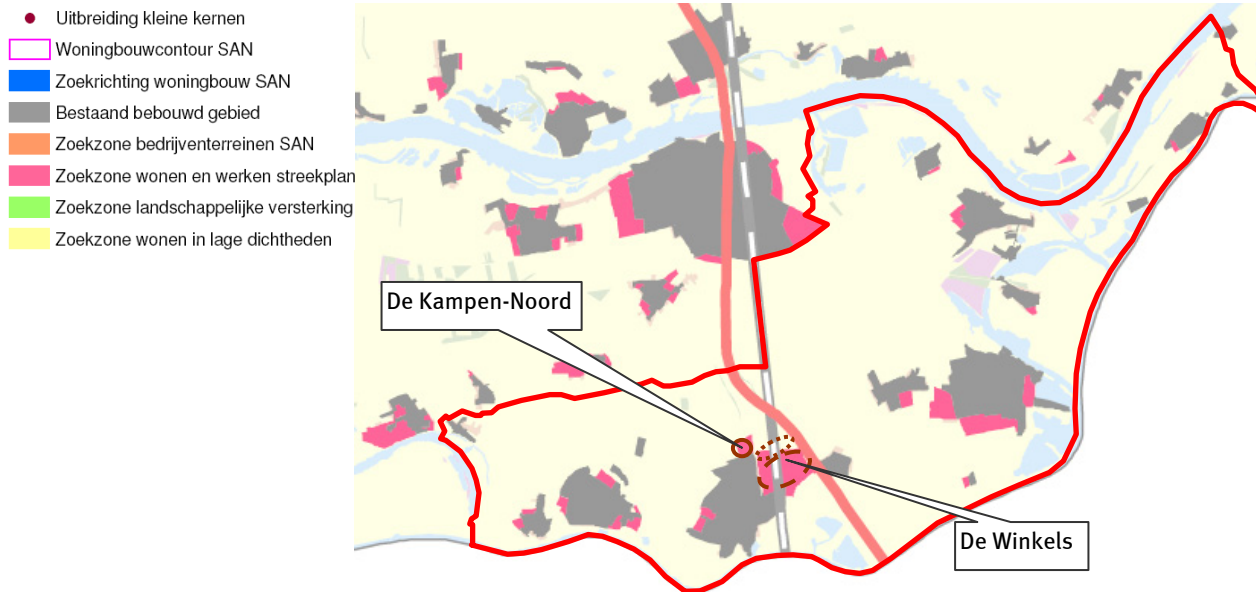 Uitbreiding kleine kernen
Woningbouwcontour SAN
Zoekrichting woningbouw SAN
Bestaand bebouwd gebied
Zoekzone bedrijventerreinen SAN
Zoekzone wonen en werken streekplan
Zoekzone landschappelijke versterking
Zoekzone wonen in lage dichtheden
De Kampen-Noord
De Winkels